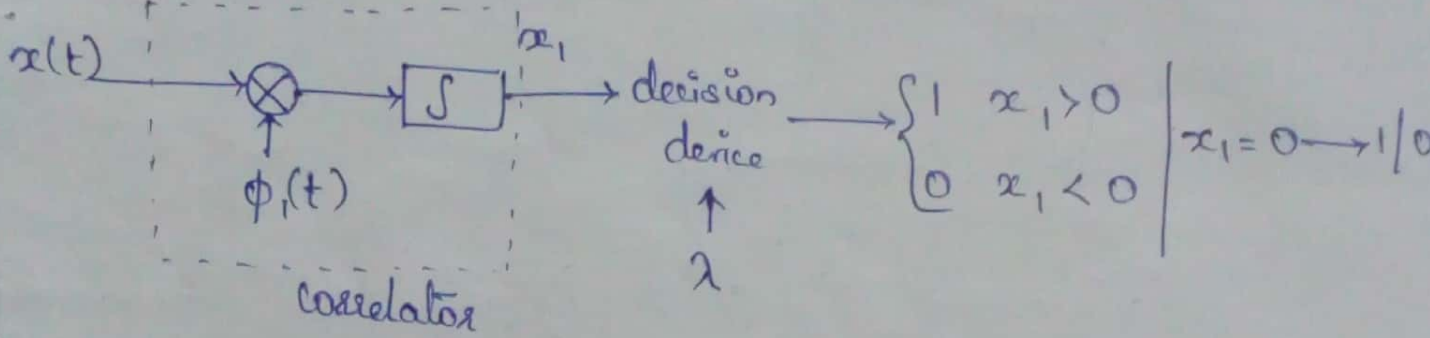 x(t)
x₁
∫
decision
device
ϕ₁(t)
λ
correlator
{1 x₁>0
0 x₁<0
x₁=0→1/0